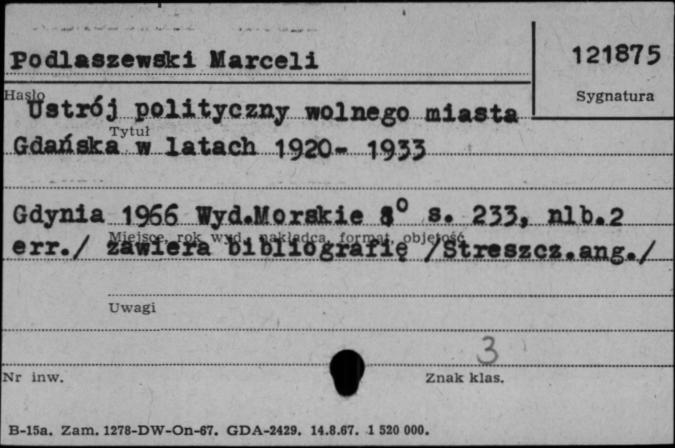 Podlaszewski Marceli
121875
Hasło
Sygnatura
Ustrój polityczny wolnego miasta
Tytuł
Gdańska w latach 1920- 1933
Gdynia 1966 Wyd.Morskie 8° s. 233, nlb.2
Miejsce, rok wyd., nakładca, format, objętość
err./ zawiera bibliografię /Streszcz.ang./
Uwagi
3
Nr inw.
Znak klas.
B-15a. Zam. 1278-DW-On-67. GDA-2429. 14.8.67. 1 520 000.